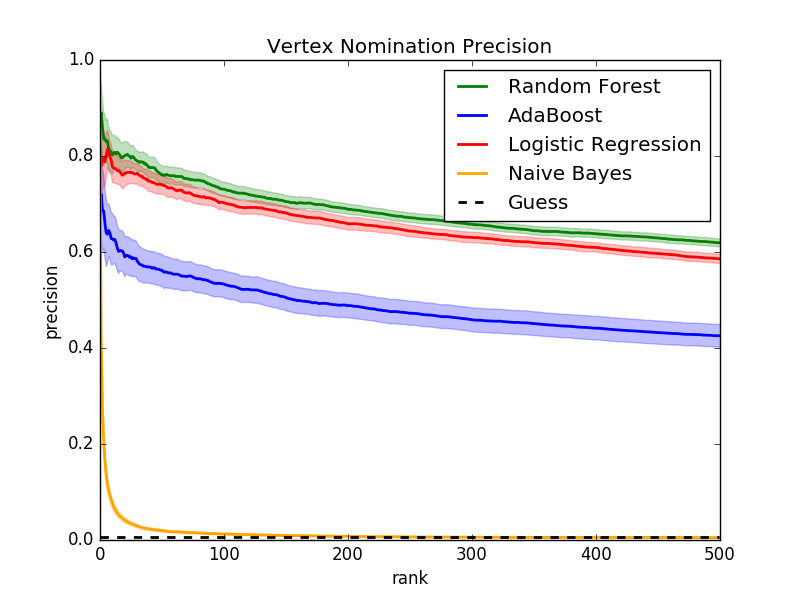 Vertex Nomination Precision
1.0
0.8
0.6
0.4
0.2
0.0
precision
Random Forest
AdaBoost
Logistic Regression
Naive Bayes
Guess
0 100 200 300 400 500
rank